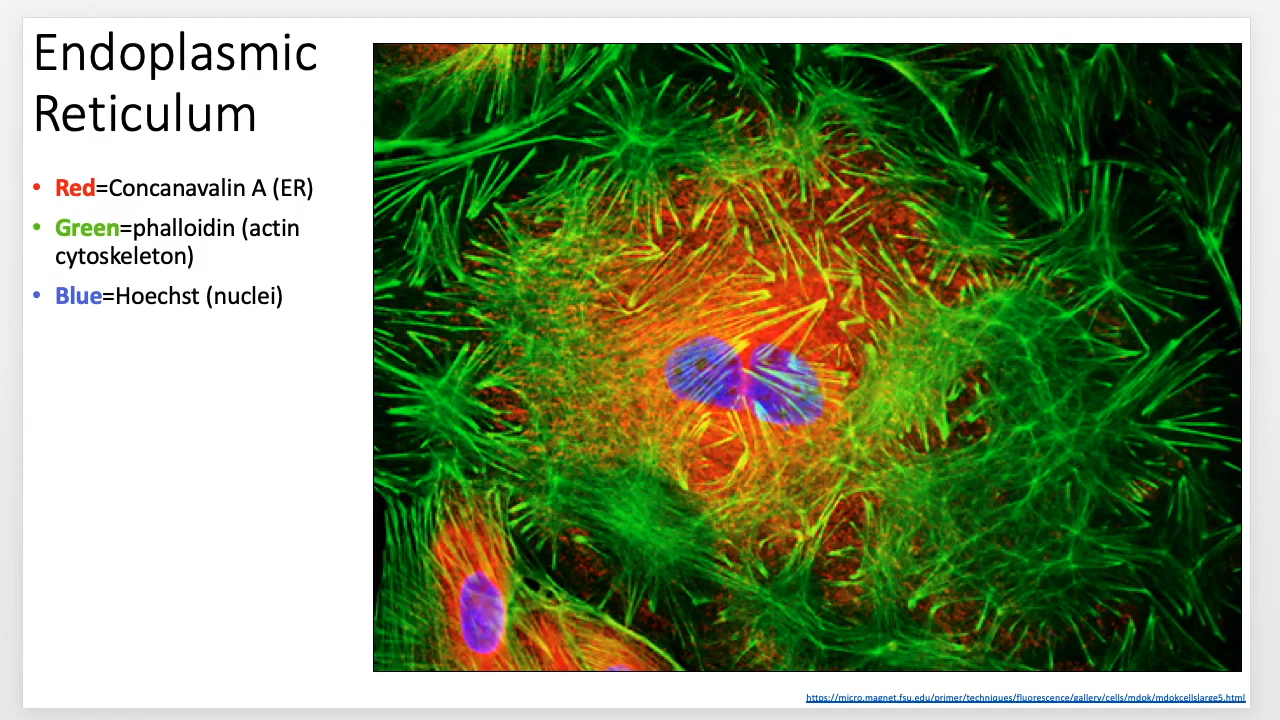 Endoplasmic
Reticulum
• Red=Concanavalin A (ER)
• Green=phalloidin (actin
cytoskeleton)
• Blue=Hoechst (nuclei)
https://micro.magnet.fsu.edu/primer/techniques/fluorescence/gallery/cells/mdok/mdokcellslarge5.html